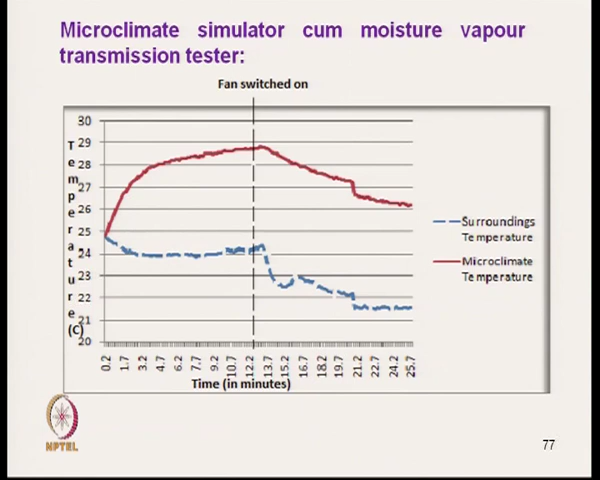 Microclimate simulator cum moisture vapour
transmission tester:
Fan switched on
Temperature (C)
30
29
28
27
26
25
24
23
22
21
20
0.2 1.7 3.2 4.7 6.2 7.7 9.2 10.7 12.2 13.7 15.2 16.7 18.2 19.7 21.2 22.7 24.2 25.7
Time (in minutes)
Surroundings
Temperature
Microclimate
Temperature
NPTEL
77